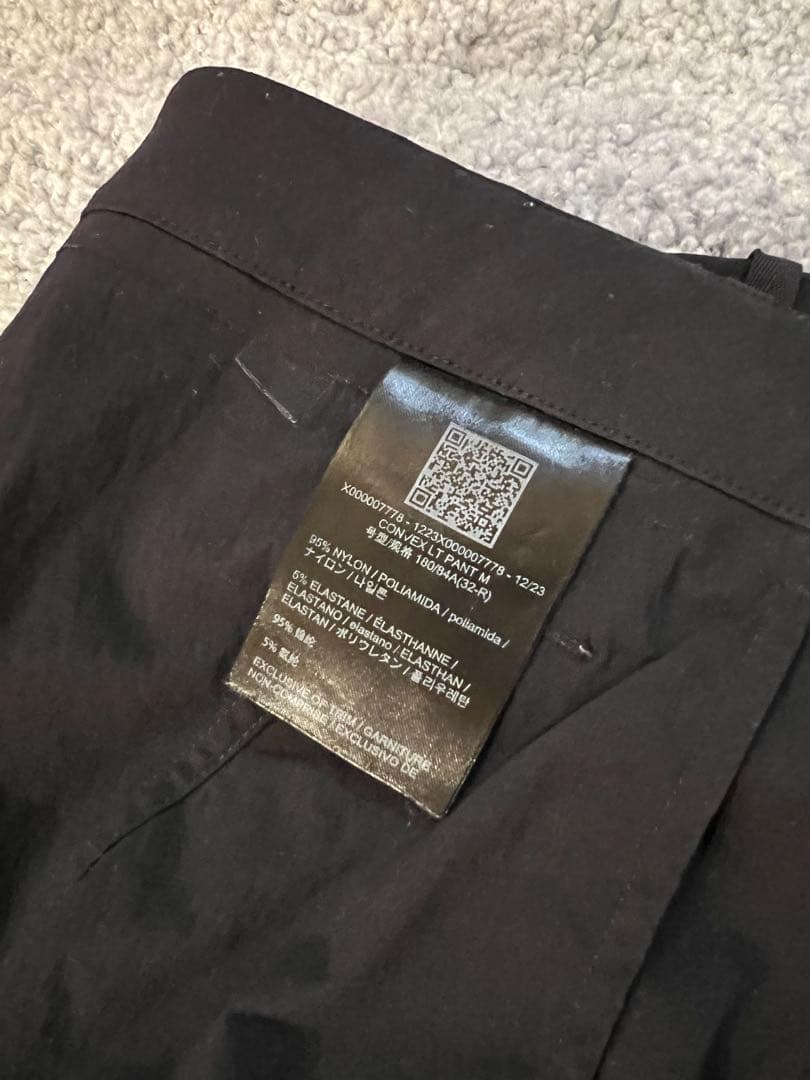 X000007778 - 1223X000007778 - 12/23
CONVEX LT PANT M
号型/规格 180/84A(32-R)
95% NYLON / POLIAMIDA / poliamida /
ナイロン / 나일론
5% ELASTANE / ÉLASTHANNE /
ELASTANO / elastano / ELASTHAN /
ELASTAN / ポリウレタン / 폴리우레탄
95% 锦纶
5% 氨纶
EXCLUSIVE OF TRIM / GARNITURE
NON-COMPRISE / EXCLUSIVO DE